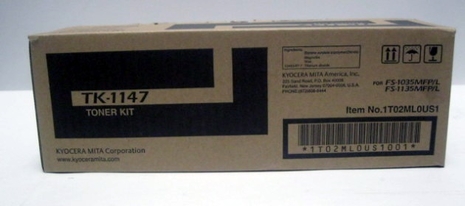 TK-1147
TONER KIT
KYOCERA MITA Corporation
www.kyoceramita.com
Ingredients:
KYOCERA MITA America, Inc.
FOR FS-1035MFP/L
FS-1135MFP/L
Item No.1T02ML0US1
*1T02ML0US1001*